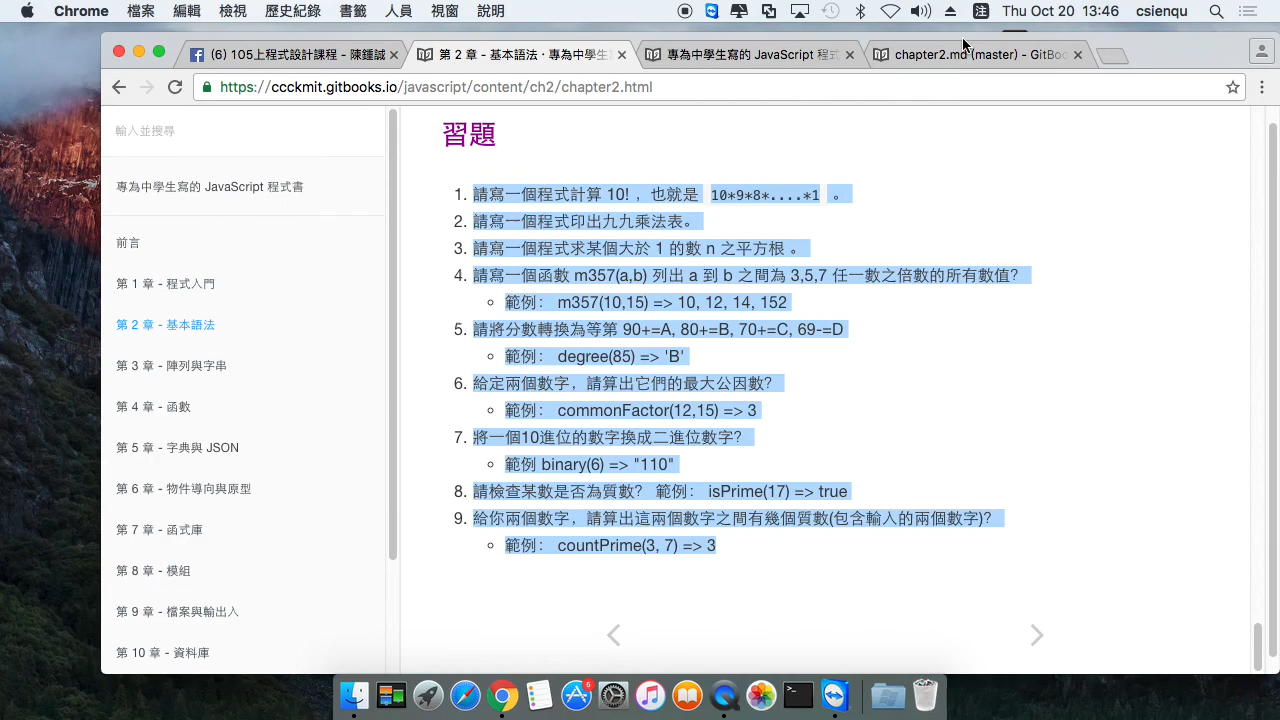 Chrome 檔案 編輯 檢視 歷史紀錄 書籤 人員 視窗 說明 注 Thu Oct 20 13:46 csienqu
(6) 105上程式設計課程 - 陳鍾誠
第 2 章 - 基本語法 · 專為中學生
專為中學生寫的 JavaScript 程式
chapter2.md (master) - GitBoo
https://ccckmit.gitbooks.io/javascript/content/ch2/chapter2.html
輸入並搜尋
專為中學生寫的 JavaScript 程式書
前言
第 1 章 - 程式入門
第 2 章 - 基本語法
第 3 章 - 陣列與字串
第 4 章 - 函數
第 5 章 - 字典與 JSON
第 6 章 - 物件導向與原型
第 7 章 - 函式庫
第 8 章 - 模組
第 9 章 - 檔案與輸出入
第 10 章 - 資料庫
習題
1. 請寫一個程式計算 10! ，也就是 10*9*8*....*1 。
2. 請寫一個程式印出九九乘法表。
3. 請寫一個程式求某個大於 1 的數 n 之平方根 。
4. 請寫一個函數 m357(a,b) 列出 a 到 b 之間為 3,5,7 任一數之倍數的所有數值？
範例： m357(10,15) => 10, 12, 14, 152
5. 請將分數轉換為等第 90+=A, 80+=B, 70+=C, 69-=D
範例： degree(85) => 'B'
6. 給定兩個數字，請算出它們的最大公因數？
範例： commonFactor(12,15) => 3
7. 將一個10進位的數字換成二進位數字？
範例 binary(6) => "110"
8. 請檢查某數是否為質數？ 範例： isPrime(17) => true
9. 給你兩個數字，請算出這兩個數字之間有幾個質數(包含輸入的兩個數字)？
範例： countPrime(3, 7) => 3
6